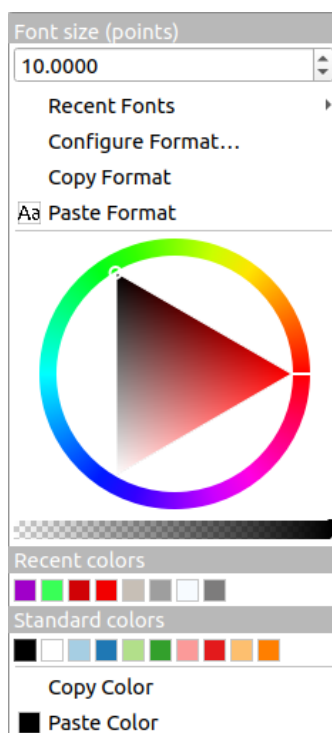 Font size (points)
10.0000
Recent Fonts
Configure Format...
Copy Format
Aa Paste Format
Recent colors
Standard colors
Copy Color
Paste Color